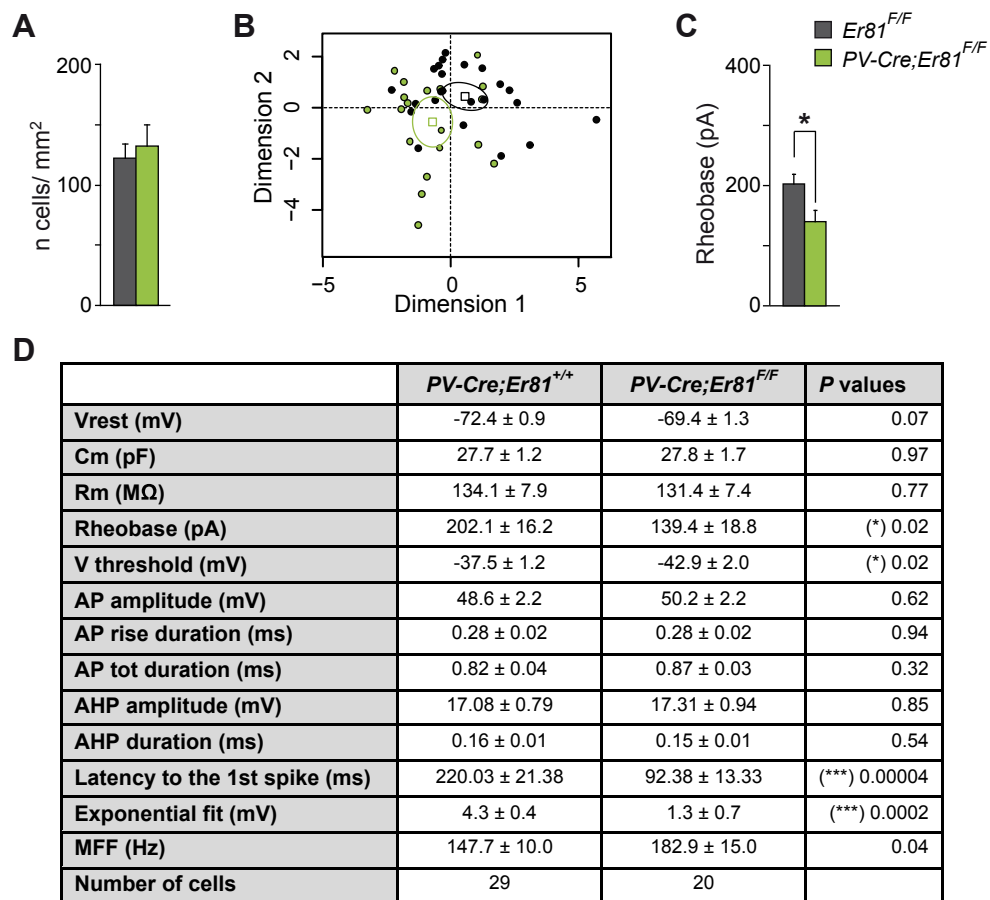 A
B
C
Er81^F/F
PV-Cre;Er81^F/F
200
100
0
n cells/ mm²
2
0
−2
−4
Dimension 2
−5
0
5
Dimension 1
400
200
0
Rheobase (pA)
*
D
PV-Cre;Er81^+/+ PV-Cre;Er81^F/F P values
Vrest (mV) -72.4 ± 0.9 -69.4 ± 1.3 0.07
Cm (pF) 27.7 ± 1.2 27.8 ± 1.7 0.97
Rm (MΩ) 134.1 ± 7.9 131.4 ± 7.4 0.77
Rheobase (pA) 202.1 ± 16.2 139.4 ± 18.8 (*) 0.02
V threshold (mV) -37.5 ± 1.2 -42.9 ± 2.0 (*) 0.02
AP amplitude (mV) 48.6 ± 2.2 50.2 ± 2.2 0.62
AP rise duration (ms) 0.28 ± 0.02 0.28 ± 0.02 0.94
AP tot duration (ms) 0.82 ± 0.04 0.87 ± 0.03 0.32
AHP amplitude (mV) 17.08 ± 0.79 17.31 ± 0.94 0.85
AHP duration (ms) 0.16 ± 0.01 0.15 ± 0.01 0.54
Latency to the 1st spike (ms) 220.03 ± 21.38 92.38 ± 13.33 (***) 0.00004
Exponential fit (mV) 4.3 ± 0.4 1.3 ± 0.7 (***) 0.0002
MFF (Hz) 147.7 ± 10.0 182.9 ± 15.0 0.04
Number of cells 29 20